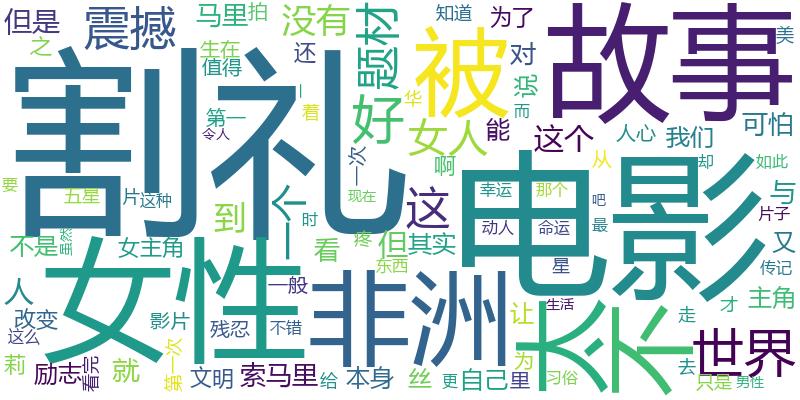 但是 震撼 马里 拍 没有 题材 知道 为了 故事 美
之 生在 值得 还 被 对 说
割礼 第一 一 着 好 华 而 可怕
令人 女人 能 这个 人心 我们
一次 啊 从 却 如此
要 五星 片 这种 一个 现在 这 电影 幸运 那个 吧 与
虽然 到 时 动人 命运 最 片子 又
不是 女主角 看 疼 但 其实 星 传记
人 女性 东西 非洲 生活 太 不 才 主角
改变 影片 一般 让 走 世界
这么 残忍 不错 为 去
莉 励志 看完 就 第一次 文明 索马里 给 本身 丝 更 自己 里 习俗 只是 男性